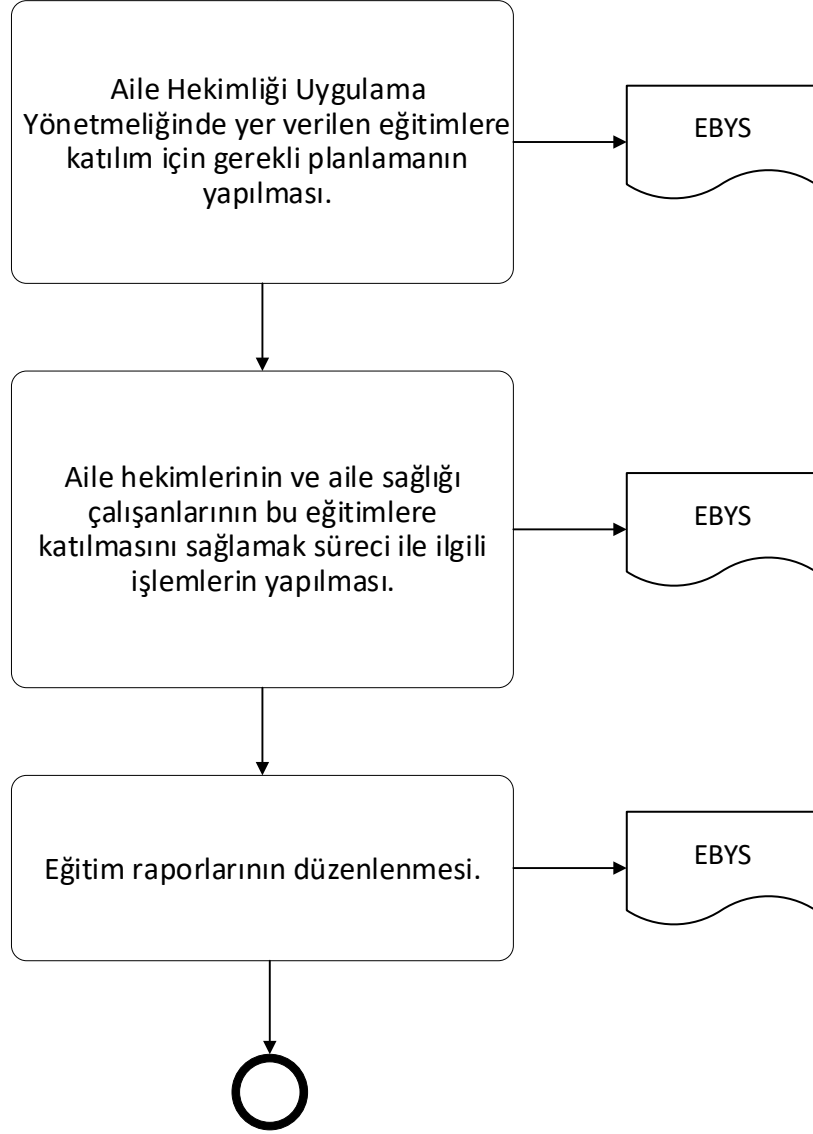 Aile Hekimliği Uygulama
Yönetmeliğinde yer verilen eğitimlere
katılım için gerekli planlamanın
yapılması.
EBYS
Aile hekimlerinin ve aile sağlığı
çalışanlarının bu eğitimlere
katılmasını sağlamak süreci ile ilgili
işlemlerin yapılması.
EBYS
Eğitim raporlarının düzenlenmesi.
EBYS